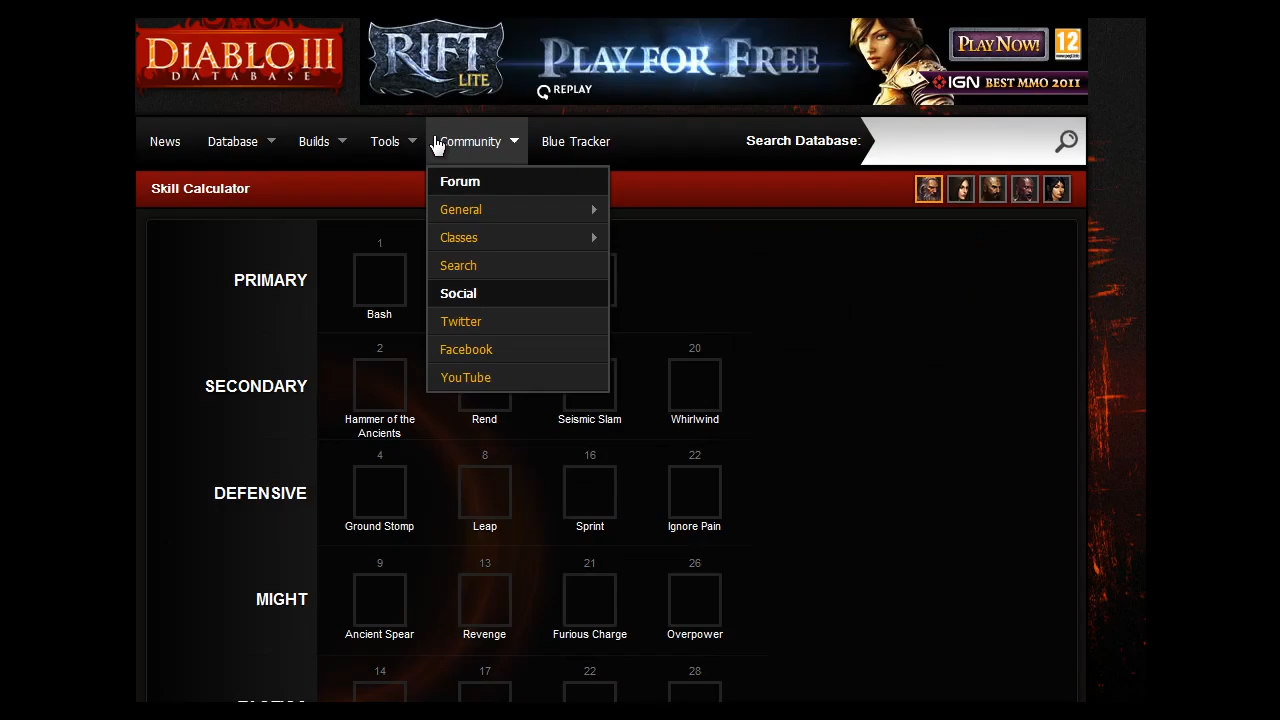 DIABLO III
DATABASE
RIFT
LITE
PLAY FOR FREE
REPLAY
PLAY NOW!
12
IGN BEST MMO 2011
News
Database
Builds
Tools
Community
Blue Tracker
Search Database:
Skill Calculator
Forum
General
Classes
Search
Social
Twitter
Facebook
YouTube
PRIMARY
1
Bash
SECONDARY
2
20
Hammer of the
Ancients
Rend
Seismic Slam
Whirlwind
DEFENSIVE
4
8
16
22
Ground Stomp
Leap
Sprint
Ignore Pain
MIGHT
9
13
21
26
Ancient Spear
Revenge
Furious Charge
Overpower
14
17
22
28